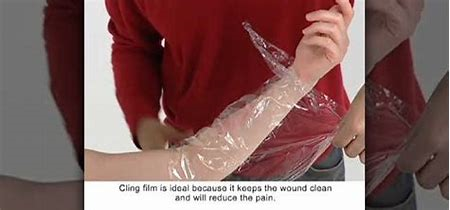 Cling film is ideal because it keeps the wound clean
and will reduce the pain.